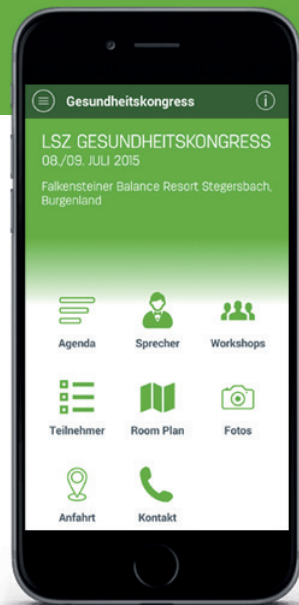 Gesundheitskongress
LSZ GESUNDHEITSKONGRESS
08./09. JULI 2015
Falkensteiner Balance Resort Stegersbach,
Burgenland
Agenda Sprecher Workshops
Teilnehmer Room Plan Fotos
Anfahrt Kontakt